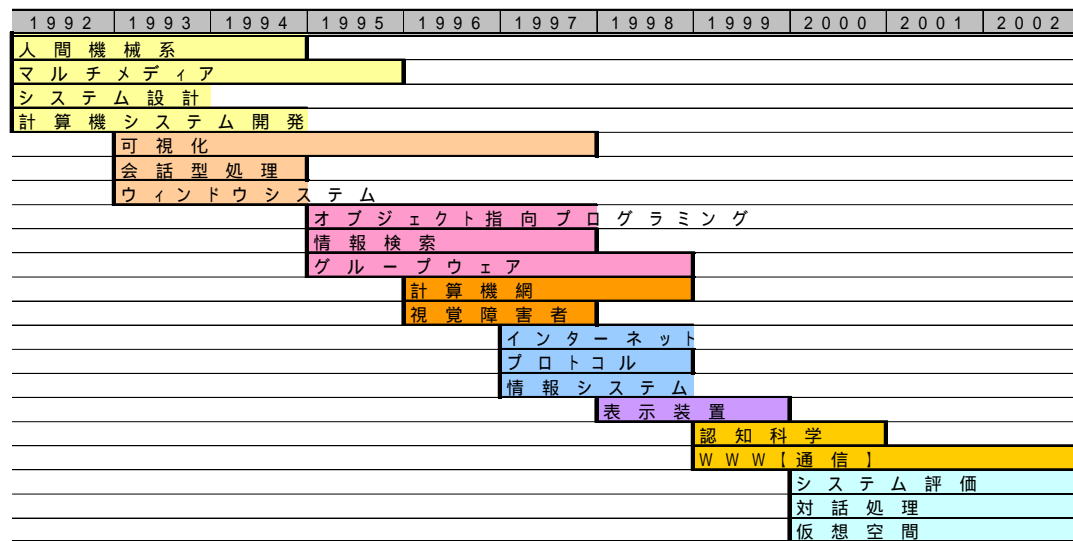 1992 1993 1994 1995 1996 1997 1998 1999 2000 2001 2002
人間機械系
マルチメディア
システム設計
計算機システム開発
可視化
会話型処理
ウィンドウシステム
オブジェクト指向プログラミング
情報検索
グループウェア
計算機網
視覚障害者
インターネット
プロトコル
情報システム
表示装置
認知科学
WWW【通信】
システム評価
対話処理
仮想空間